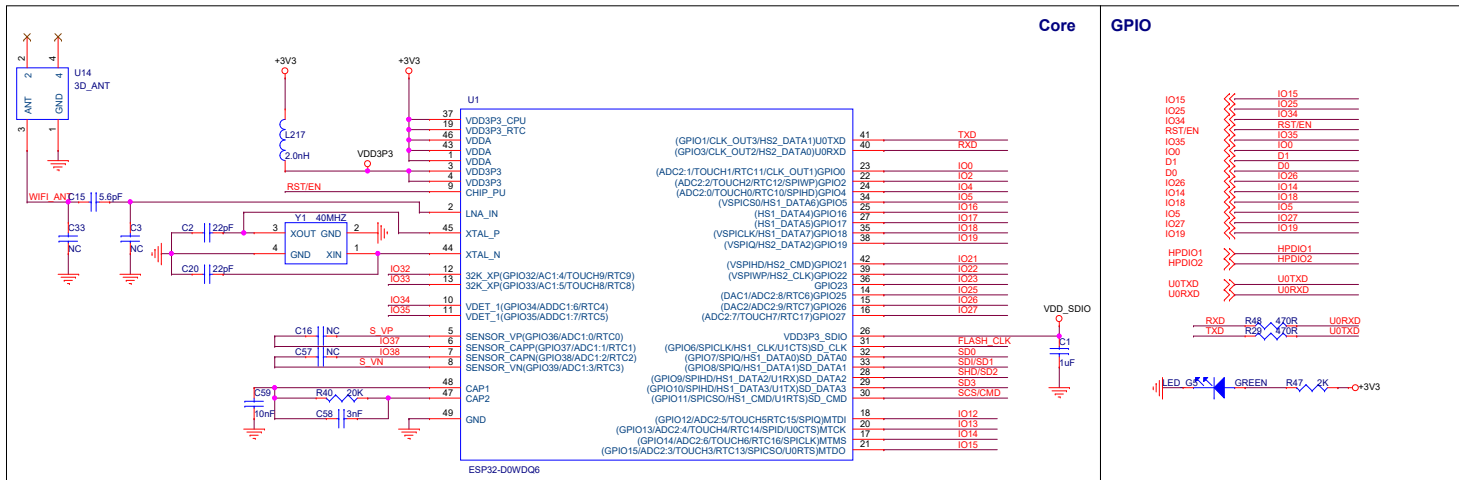 Core
GPIO
2
4
2
4
U14
3D_ANT
ANT
GND
3
1
+3V3
+3V3
L217
2.0nH
VDD3P3
RST/EN
WIFI_ANT
C15
5.6pF
C33
NC
C3
NC
C2
22pF
Y1
40MHZ
3
XOUT
GND
2
4
GND
XIN
1
C20
22pF
IO32
IO33
IO34
IO35
C16
NC
S_VP
IO37
C57
NC
IO38
S_VN
C59
10nF
R40
20K
C58
3nF
U1
37
VDD3P3_CPU
19
VDD3P3_RTC
46
VDDA
43
VDDA
1
VDDA
3
VDD3P3
4
VDD3P3
9
CHIP_PU
2
LNA_IN
45
XTAL_P
44
XTAL_N
12
32K_XP(GPIO32/AC1:4/TOUCH9/RTC9)
13
32K_XP(GPIO33/AC1:5/TOUCH8/RTC8)
10
VDET_1(GPIO34/ADDC1:6/RTC4)
11
VDET_1(GPIO35/ADDC1:7/RTC5)
5
SENSOR_VP(GPIO36/ADC1:0/RTC0)
6
SENSOR_CAPP(GPIO37/ADC1:1/RTC1)
7
SENSOR_CAPN(GPIO38/ADC1:2/RTC2)
8
SENSOR_VN(GPIO39/ADC1:3/RTC3)
48
CAP1
47
CAP2
49
GND
(GPIO1/CLK_OUT3/HS2_DATA1)U0TXD
41
TXD
(GPIO3/CLK_OUT2/HS2_DATA0)U0RXD
40
RXD
(ADC2:1/TOUCH1/RTC11/CLK_OUT1)GPIO0
23
IO0
(ADC2:2/TOUCH2/RTC12/SPIWP)GPIO2
22
IO2
(ADC2:0/TOUCH0/RTC10/SPIHD)GPIO4
24
IO4
(VSPICS0/HS1_DATA6)GPIO5
34
IO5
(HS1_DATA4)GPIO16
25
IO16
(HS1_DATA5)GPIO17
27
IO17
(VSPICLK/HS1_DATA7)GPIO18
35
IO18
(VSPIQ/HS2_DATA2)GPIO19
38
IO19
(VSPIHD/HS2_CMD)GPIO21
42
IO21
(VSPIWP/HS2_CLK)GPIO22
39
IO22
GPIO23
36
IO23
(DAC1/ADC2:8/RTC6)GPIO25
14
IO25
(DAC2/ADC2:9/RTC7)GPIO26
15
IO26
(ADC2:7/TOUCH7/RTC17)GPIO27
16
IO27
VDD3P3_SDIO
26
VDD_SDIO
(GPIO6/SPICLK/HS1_CLK/U1CTS)SD_CLK
31
FLASH_CLK
(GPIO7/SPIQ/HS1_DATA0)SD_DATA0
32
SD0
(GPIO8/SPIQ/HS1_DATA1)SD_DATA1
33
SDI/SD1
(GPIO9/SPIHD/HS1_DATA2/U1RX)SD_DATA2
28
SHD/SD2
(GPIO10/SPIHD/HS1_DATA3/U1TX)SD_DATA3
29
SD3
(GPIO11/SPICSO/HS1_CMD/U1RTS)SD_CMD
30
SCS/CMD
C1
1uF
(GPIO12/ADC2:5/TOUCH5RTC15/SPIQ)MTDI
18
IO12
(GPIO13/ADC2:4/TOUCH4/RTC14/SPID/U0CTS)MTCK
20
IO13
(GPIO14/ADC2:6/TOUCH6/RTC16/SPICLK)MTMS
17
IO14
(GPIO15/ADC2:3/TOUCH3/RTC13/SPICSO/U0RTS)MTDO
21
IO15
ESP32-D0WDQ6
IO15 IO15
IO25 IO25
IO34 IO34
RST/EN RST/EN
IO35 IO35
IO0 IO0
D1 D1
D0 D0
IO26 IO26
IO14 IO14
IO18 IO18
IO5 IO5
IO27 IO27
IO19 IO19
HPDIO1 HPDIO1
HPDIO2 HPDIO2
U0TXD U0TXD
U0RXD U0RXD
RXD R48 470R U0RXD
TXD R29 470R U0TXD
LED_G5 GREEN R47 2K +3V3